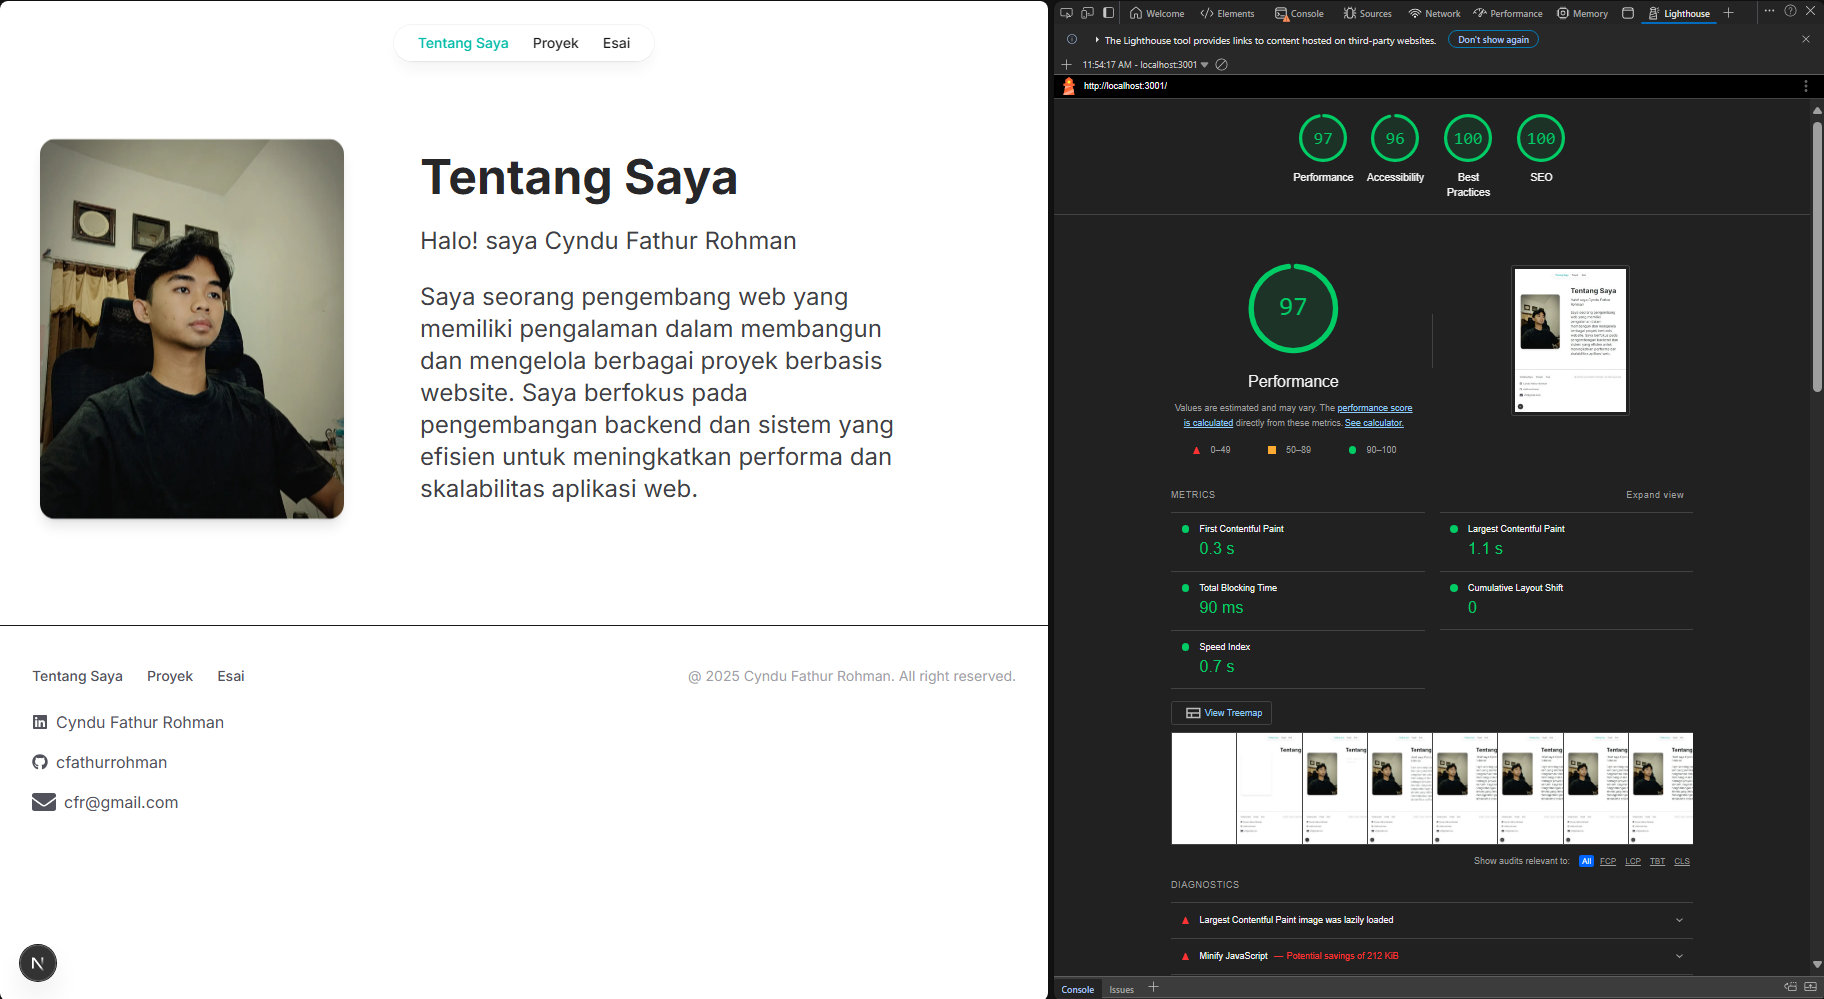 Tentang Saya Proyek Esai
Tentang Saya
Halo! saya Cyndu Fathur Rohman
Saya seorang pengembang web yang
memiliki pengalaman dalam membangun
dan mengelola berbagai proyek berbasis
website. Saya berfokus pada
pengembangan backend dan sistem yang
efisien untuk meningkatkan performa dan
skalabilitas aplikasi web.
Tentang Saya Proyek Esai
@ 2025 Cyndu Fathur Rohman. All right reserved.
Cyndu Fathur Rohman
cfathurrohman
cfr@gmail.com
N
Welcome Elements Console Sources Network Performance Memory Lighthouse
The Lighthouse tool provides links to content hosted on third-party websites. Don't show again
11:54:17 AM - localhost:3001
http://localhost:3001/
97 96 100 100
Performance Accessibility Best Practices SEO
97
Performance
Values are estimated and may vary. The performance score
is calculated directly from these metrics. See calculator.
0–49 50–89 90–100
Tentang Saya
METRICS Expand view
First Contentful Paint
0.3 s
Largest Contentful Paint
1.1 s
Total Blocking Time
90 ms
Cumulative Layout Shift
0
Speed Index
0.7 s
View Treemap
Tentang Tentang Tentang Tentang Tentang Tentang Tentang
Show audits relevant to: All FCP LCP TBT CLS
DIAGNOSTICS
Largest Contentful Paint image was lazily loaded
Minify JavaScript — Potential savings of 212 KiB
Console Issues